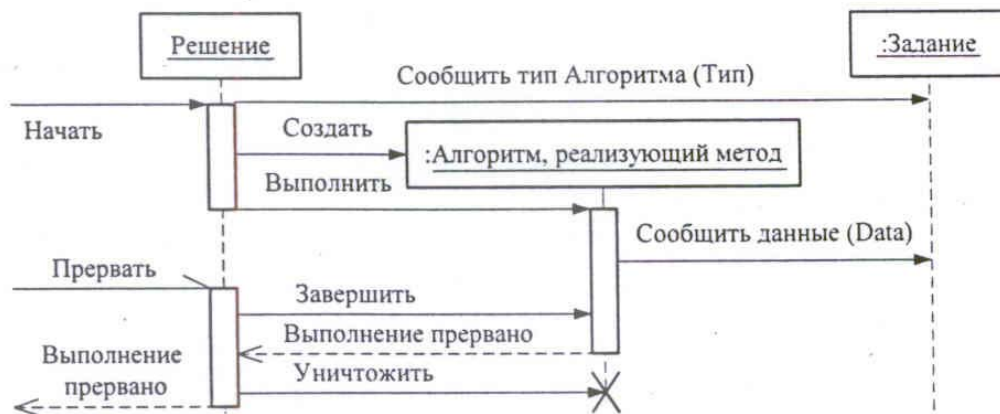 Решение
:Задание
Сообщить тип Алгоритма (Тип)
Начать
Создать
:Алгоритм, реализующий метод
Выполнить
Сообщить данные (Data)
Прервать
Завершить
Выполнение прервано
Выполнение
прервано
Уничтожить